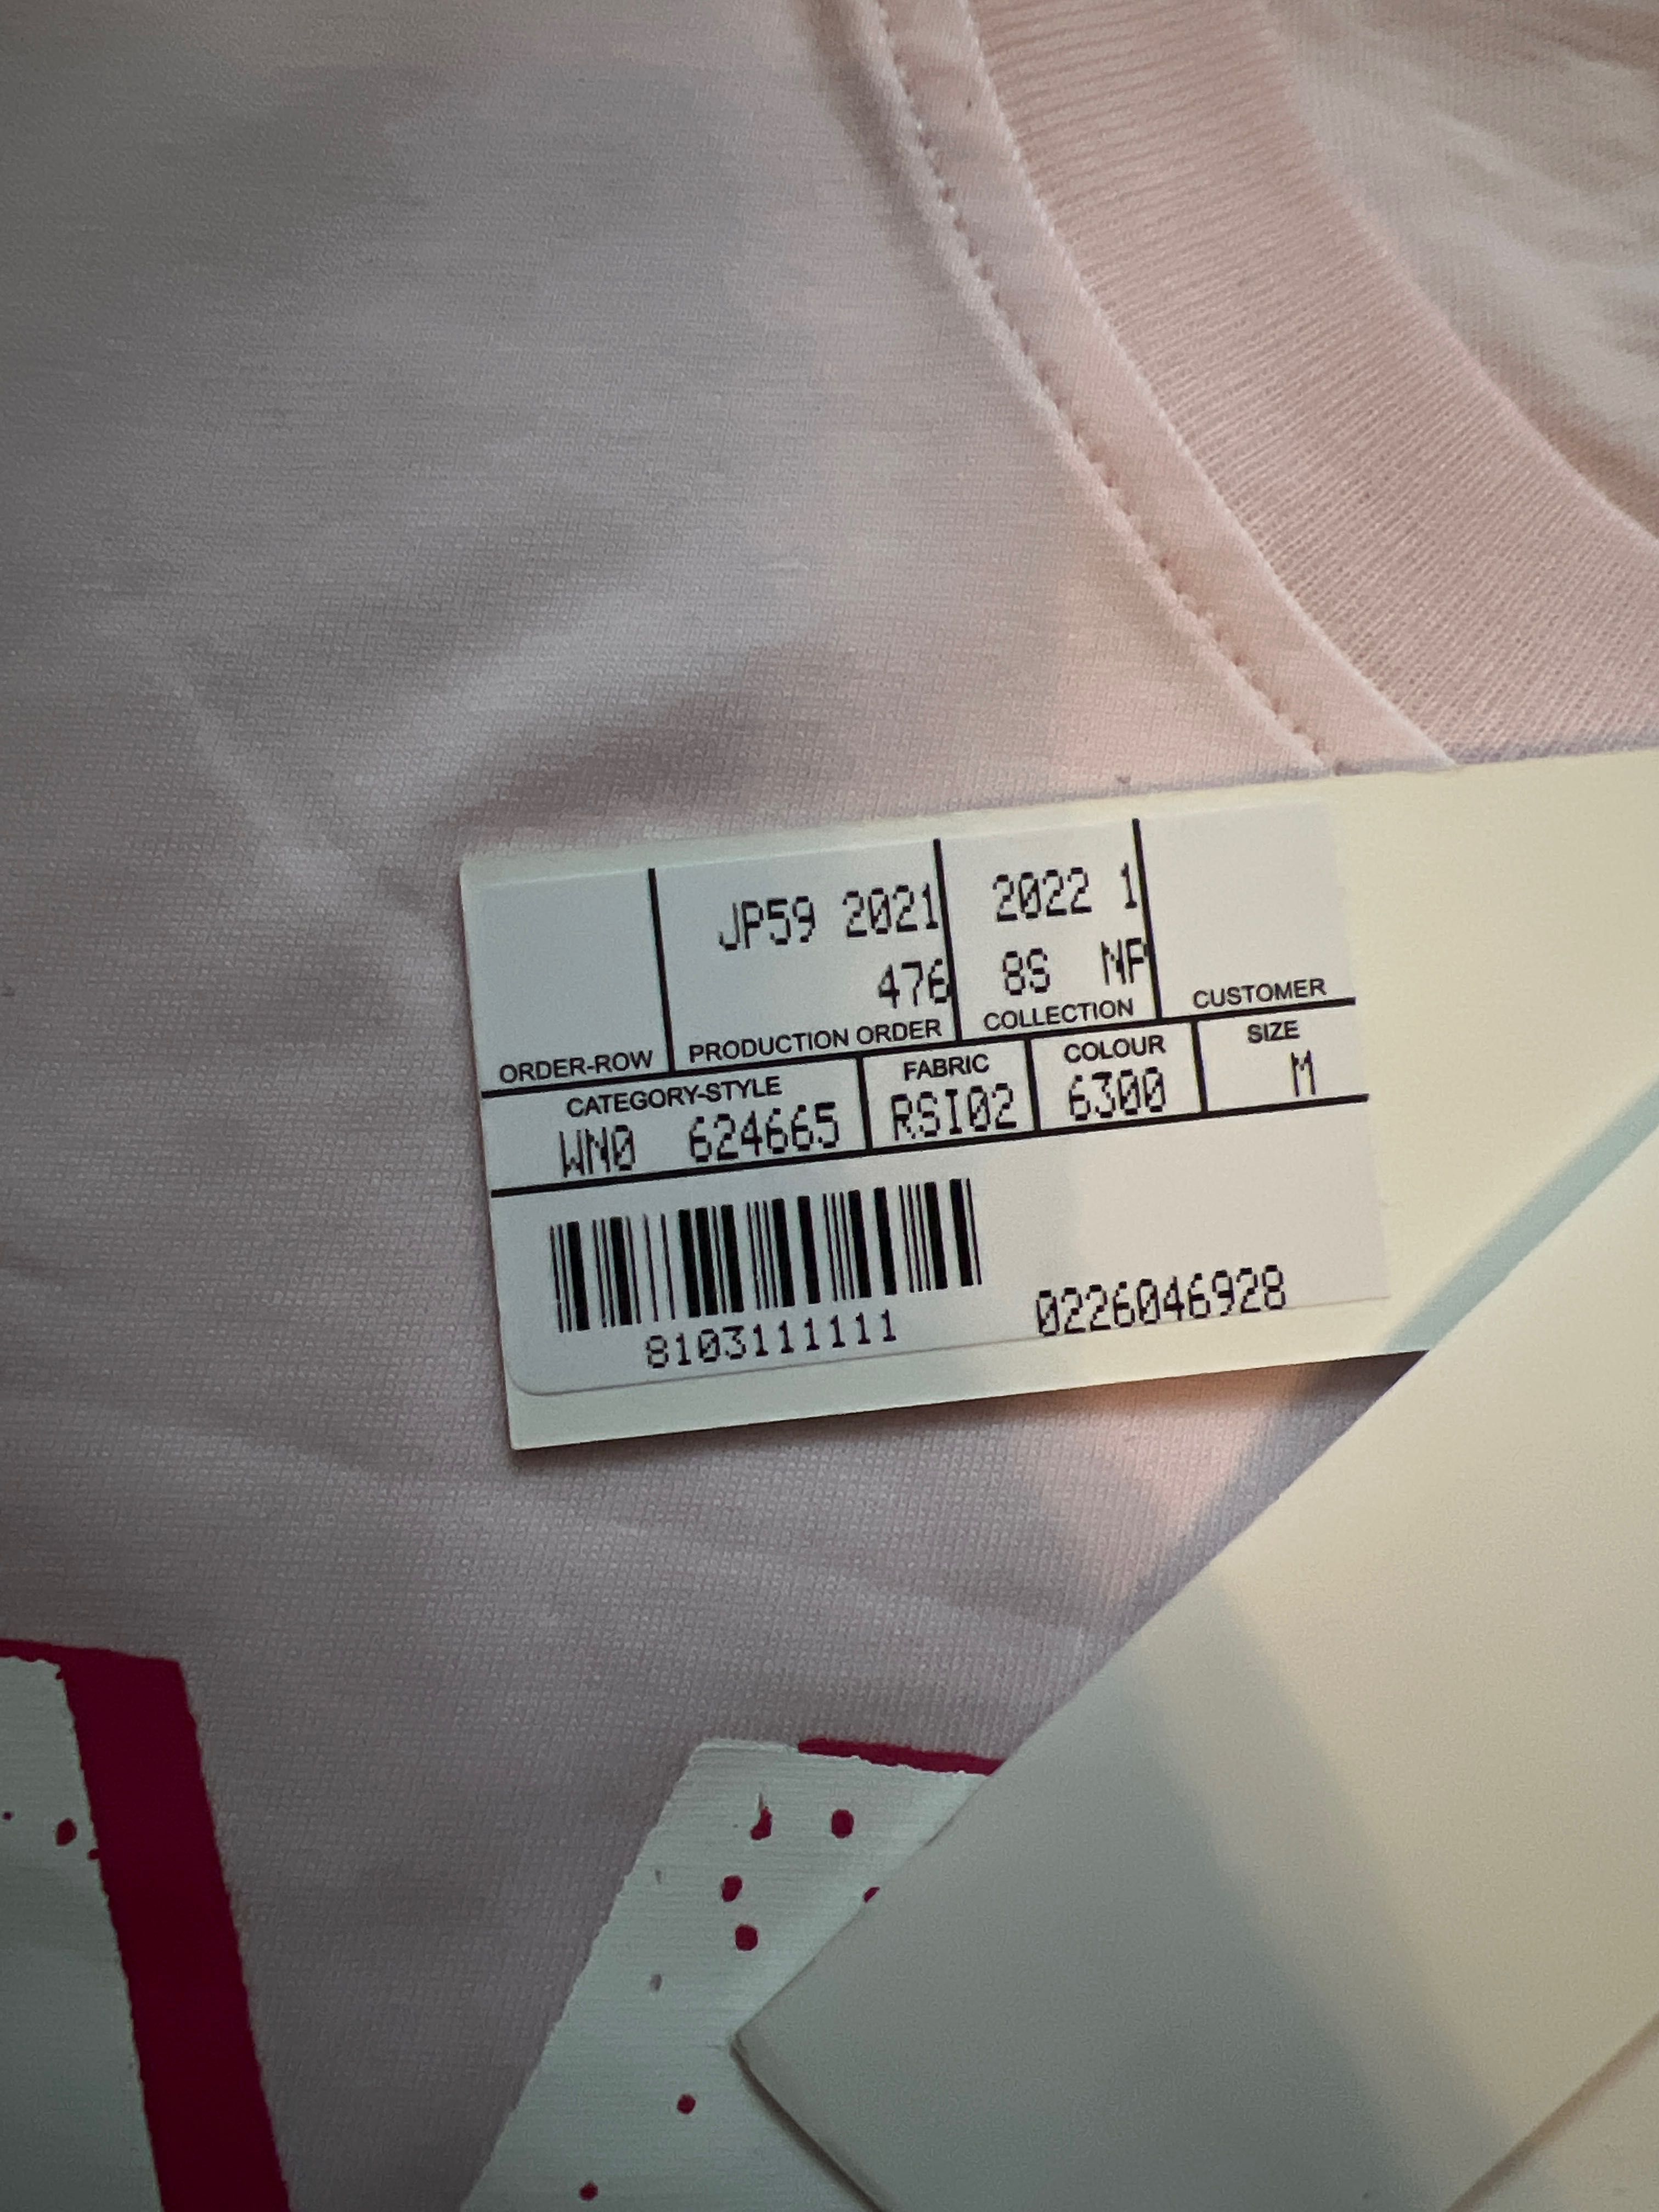 JP59 2021
476
2022 1
8S NP
ORDER-ROW
PRODUCTION ORDER
COLLECTION
CUSTOMER
CATEGORY-STYLE
FABRIC
COLOUR
SIZE
WN0 624665
RSI02
6300
M
8103111111
0226046928